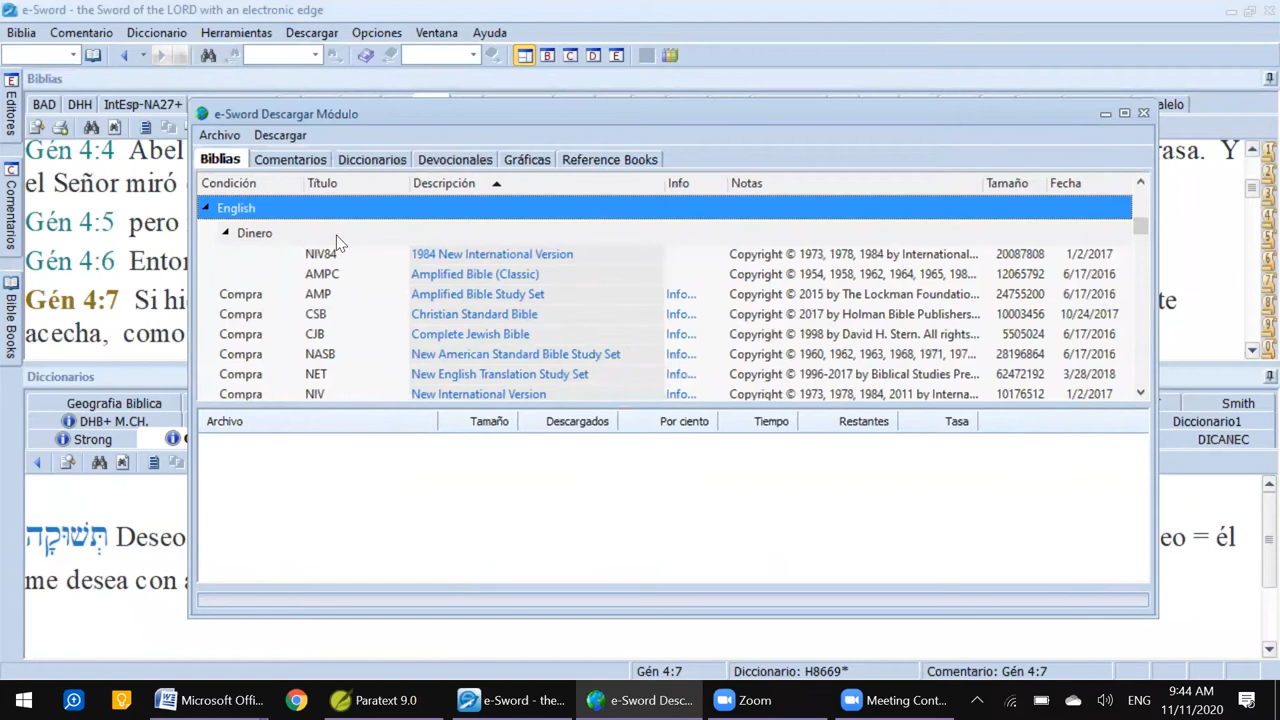 e-Sword - the Sword of the LORD with an electronic edge
Biblia Comentario Diccionario Herramientas Descargar Opciones Ventana Ayuda
B C D E
Biblias
BAD DHH IntEsp-NA27+
Gén 4:4 Abel
el Señor miró
Gén 4:5 pero
Gén 4:6 Entor
Gén 4:7 Si hi
acecha, como
rasa. Y
te
E Editores
C Comentarios
Bible Books
e-Sword Descargar Módulo
Archivo Descargar
Biblias Comentarios Diccionarios Devocionales Gráficas Reference Books
Condición Título Descripción Info Notas Tamaño Fecha
English
Dinero
NIV84 1984 New International Version Copyright © 1973, 1978, 1984 by International... 20087808 1/2/2017
AMPC Amplified Bible (Classic) Copyright © 1954, 1958, 1962, 1964, 1965, 198... 12065792 6/17/2016
Compra AMP Amplified Bible Study Set Info... Copyright © 2015 by The Lockman Foundatio... 24755200 6/17/2016
Compra CSB Christian Standard Bible Info... Copyright © 2017 by Holman Bible Publishers... 10003456 10/24/2017
Compra CJB Complete Jewish Bible Info... Copyright © 1998 by David H. Stern. All rights... 5505024 6/17/2016
Compra NASB New American Standard Bible Study Set Info... Copyright © 1960, 1962, 1963, 1968, 1971, 197... 28196864 6/17/2016
Compra NET New English Translation Study Set Info... Copyright © 1996-2017 by Biblical Studies Pre... 62472192 3/28/2018
Compra NIV New International Version Info... Copyright © 1973, 1978, 1984, 2011 by Interna... 10176512 1/2/2017
Archivo Tamaño Descargados Por ciento Tiempo Restantes Tasa
Diccionarios
Geografia Biblica
DHB+ M.CH.
Strong
Smith
Diccionario1
DICANEC
תְּשׁוּקָה Deseo
eo = él
me desea con a
Gén 4:7 Diccionario: H8669* Comentario: Gén 4:7
Microsoft Offi... Paratext 9.0 e-Sword - the... e-Sword Desc... Zoom Meeting Cont... ENG 9:44 AM
11/11/2020